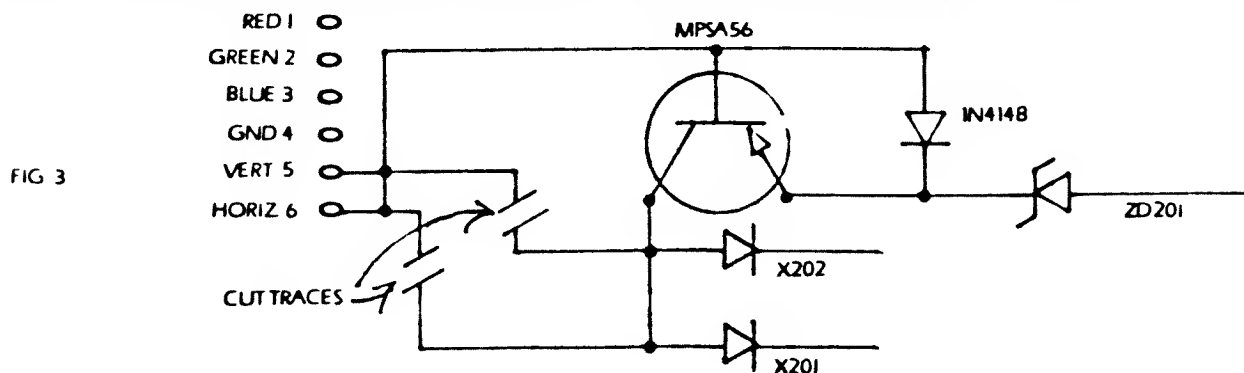 RED 1
GREEN 2
BLUE 3
GND 4
VERT 5
HORIZ 6
FIG 3
CUT TRACES
MPSA56
1N4148
ZD201
X202
X201